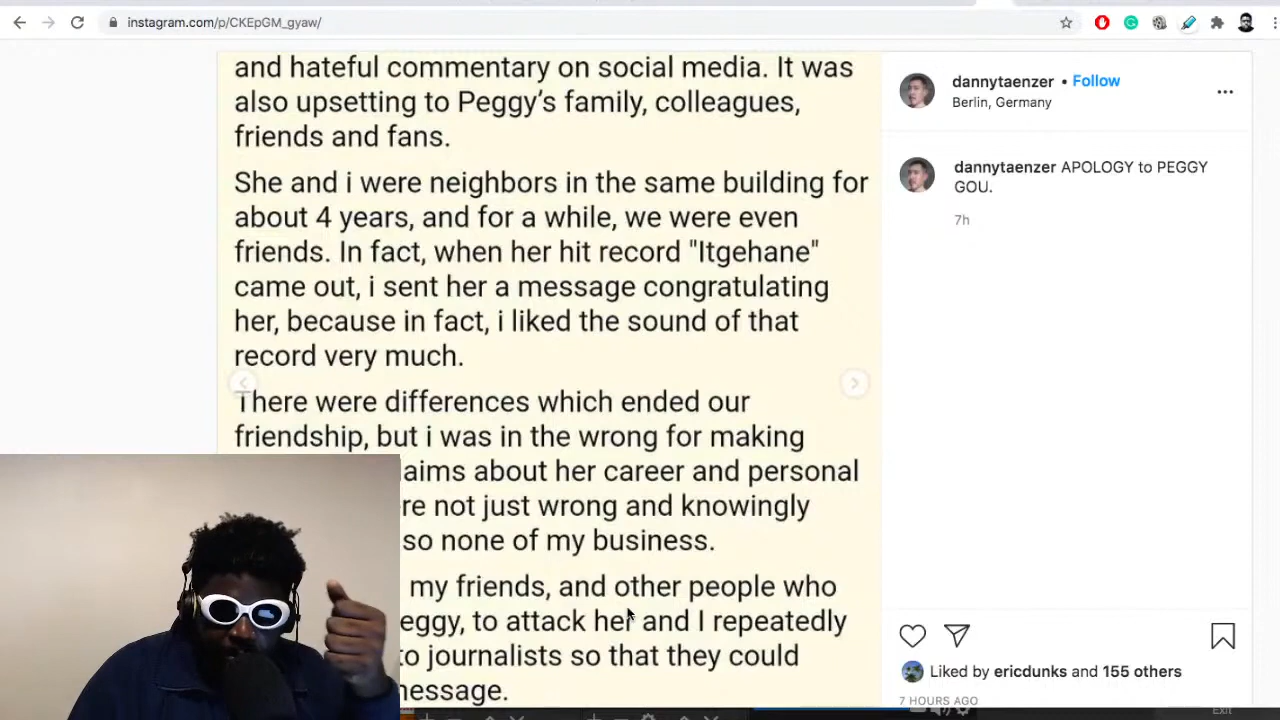 instagram.com/p/CKEpGM_gyaw/
and hateful commentary on social media. It was
also upsetting to Peggy’s family, colleagues,
friends and fans.
She and i were neighbors in the same building for
about 4 years, and for a while, we were even
friends. In fact, when her hit record "Itgehane"
came out, i sent her a message congratulating
her, because in fact, i liked the sound of that
record very much.
There were differences which ended our
friendship, but i was in the wrong for making
aims about her career and personal
re not just wrong and knowingly
so none of my business.
my friends, and other people who
eggy, to attack her and I repeatedly
to journalists so that they could
message.
dannytaenzer • Follow
Berlin, Germany
dannytaenzer APOLOGY to PEGGY
GOU.
7h
Liked by ericdunks and 155 others
7 HOURS AGO
Exit